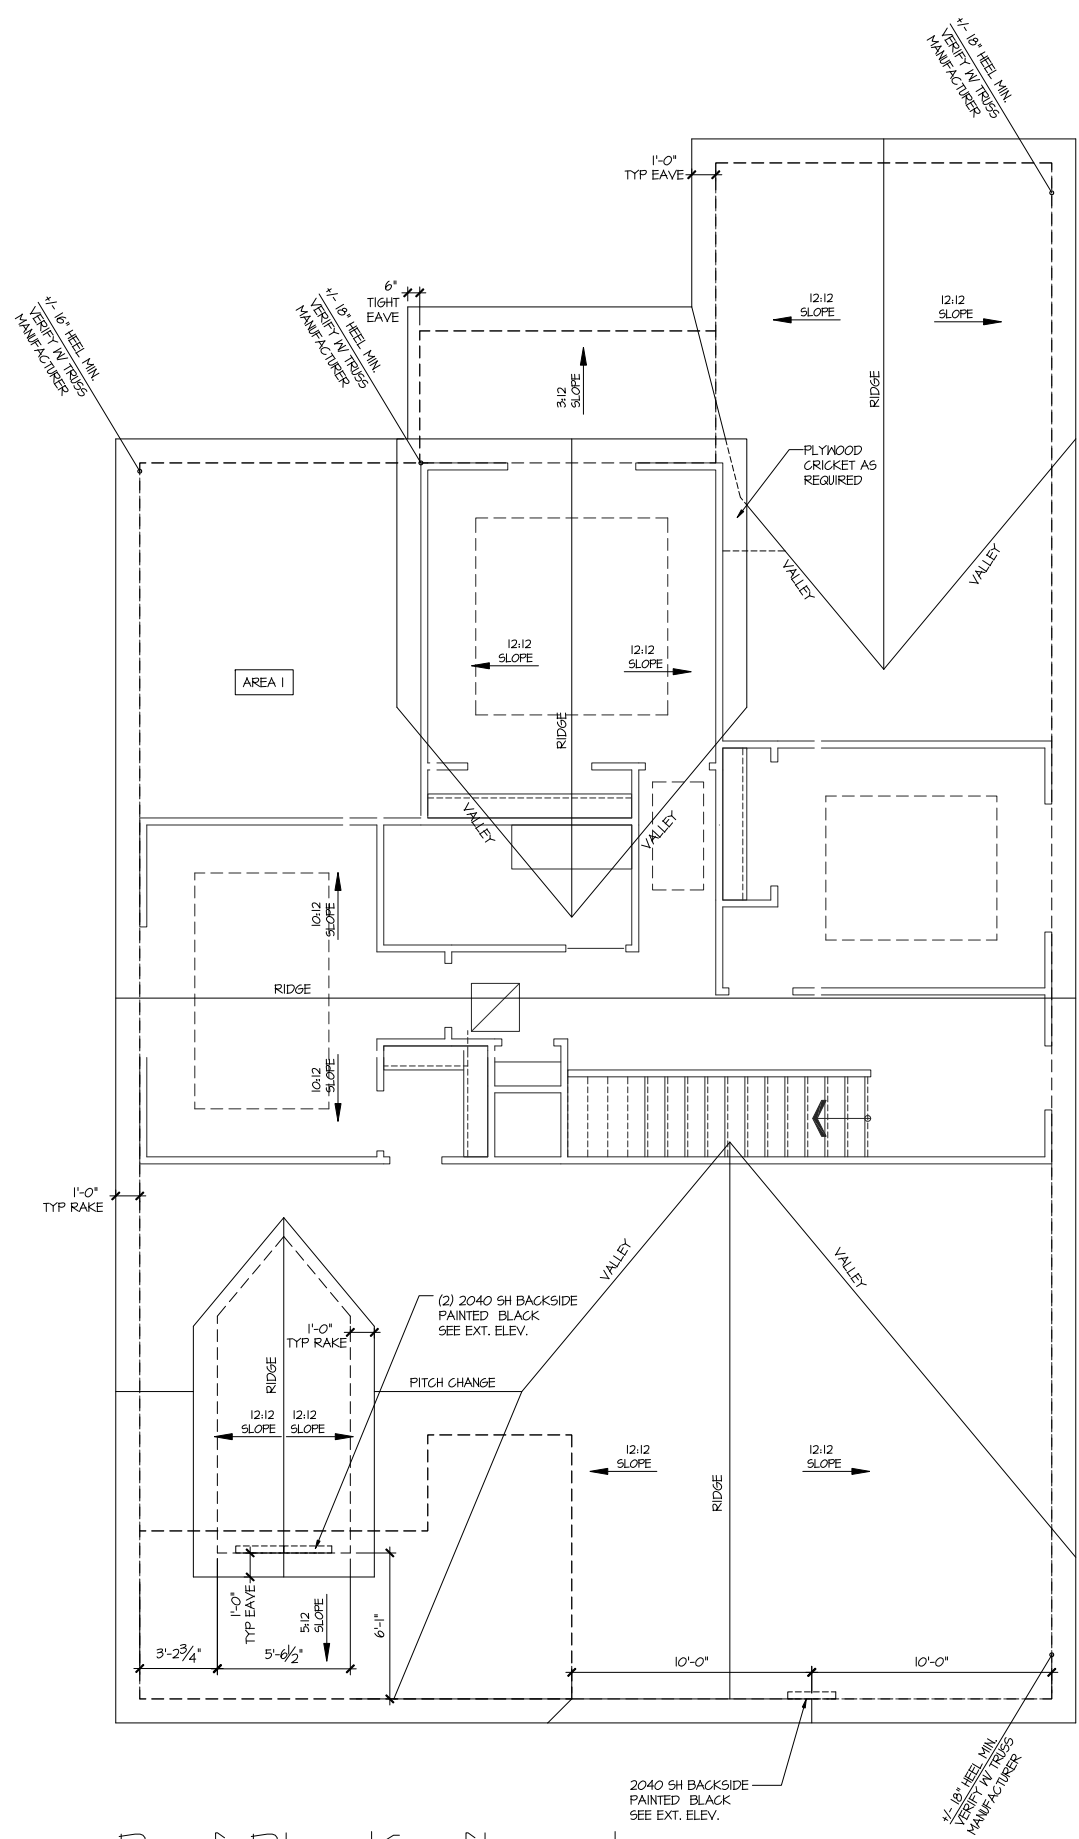 +/- 18" HEEL MIN.
VERIFY W/ TRUSS
MANUFACTURER
1'-0"
TYP EAVE
6"
TIGHT
EAVE
+/- 16" HEEL MIN.
VERIFY W/ TRUSS
MANUFACTURER
+/- 18" HEEL MIN.
VERIFY W/ TRUSS
MANUFACTURER
12:12
SLOPE
12:12
SLOPE
RIDGE
3:12
SLOPE
PLYWOOD
CRICKET AS
REQUIRED
VALLEY
VALLEY
AREA 1
12:12
SLOPE
12:12
SLOPE
RIDGE
VALLEY
VALLEY
10:12
SLOPE
RIDGE
10:12
SLOPE
1'-0"
TYP RAKE
VALLEY
VALLEY
(2) 2040 SH BACKSIDE
PAINTED BLACK
SEE EXT. ELEV.
1'-0"
TYP RAKE
RIDGE
PITCH CHANGE
12:12
SLOPE
12:12
SLOPE
12:12
SLOPE
12:12
SLOPE
RIDGE
1'-0"
TYP EAVE
5:12
SLOPE
6'-1"
3'-2 3/4"
5'-6 1/2"
10'-0"
10'-0"
2040 SH BACKSIDE
PAINTED BLACK
SEE EXT. ELEV.
+/- 18" HEEL MIN.
VERIFY W/ TRUSS
MANUFACTURER